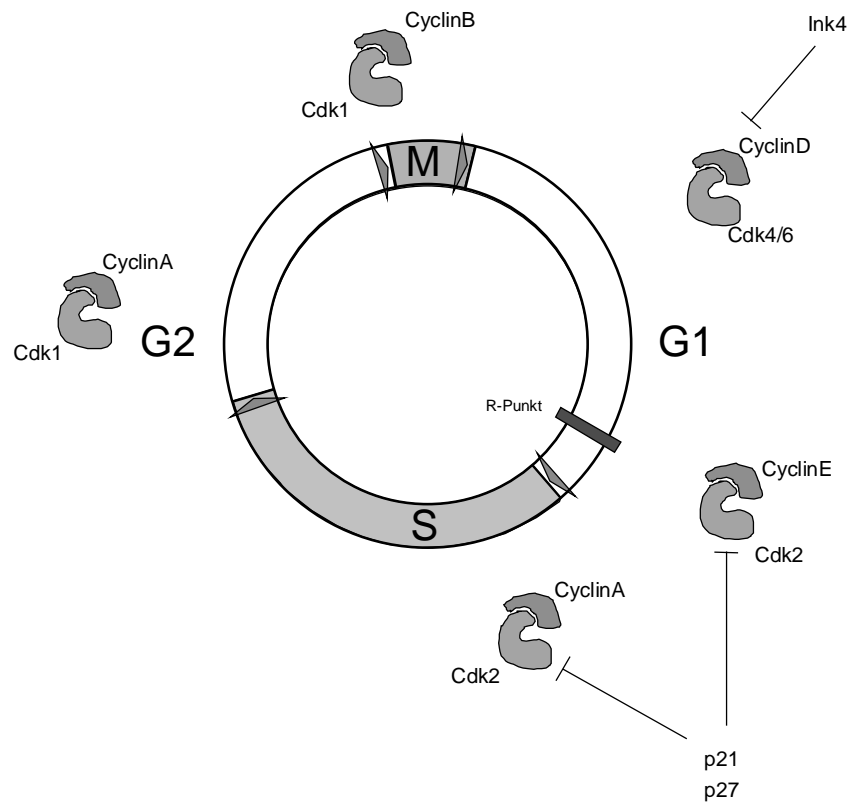 CyclinB
Ink4
Cdk1
CyclinD
M
Cdk4/6
CyclinA
G2
G1
Cdk1
R-Punkt
CyclinE
S
Cdk2
CyclinA
Cdk2
p21
p27